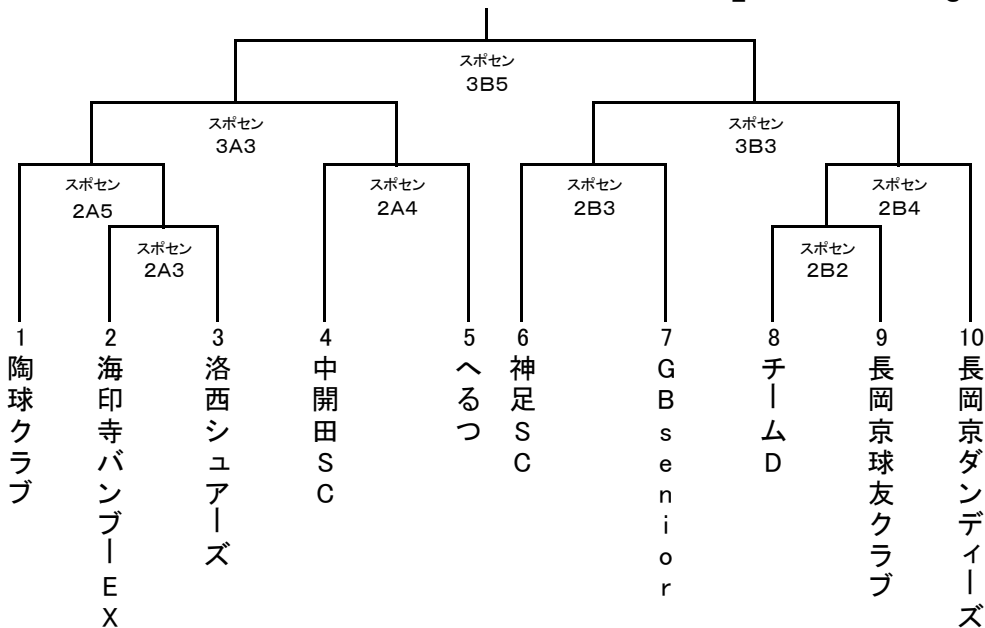 スポセン
3B5
スポセン
3A3
スポセン
3B3
スポセン
2A5
スポセン
2A4
スポセン
2B3
スポセン
2B4
スポセン
2A3
スポセン
2B2
1
陶球クラブ
2
海印寺バンブーEX
3
洛西シュアーズ
4
中開田SC
5
へるつ
6
神足SC
7
GBsenior
8
チームD
9
長岡京球友クラブ
10
長岡京ダンディーズ